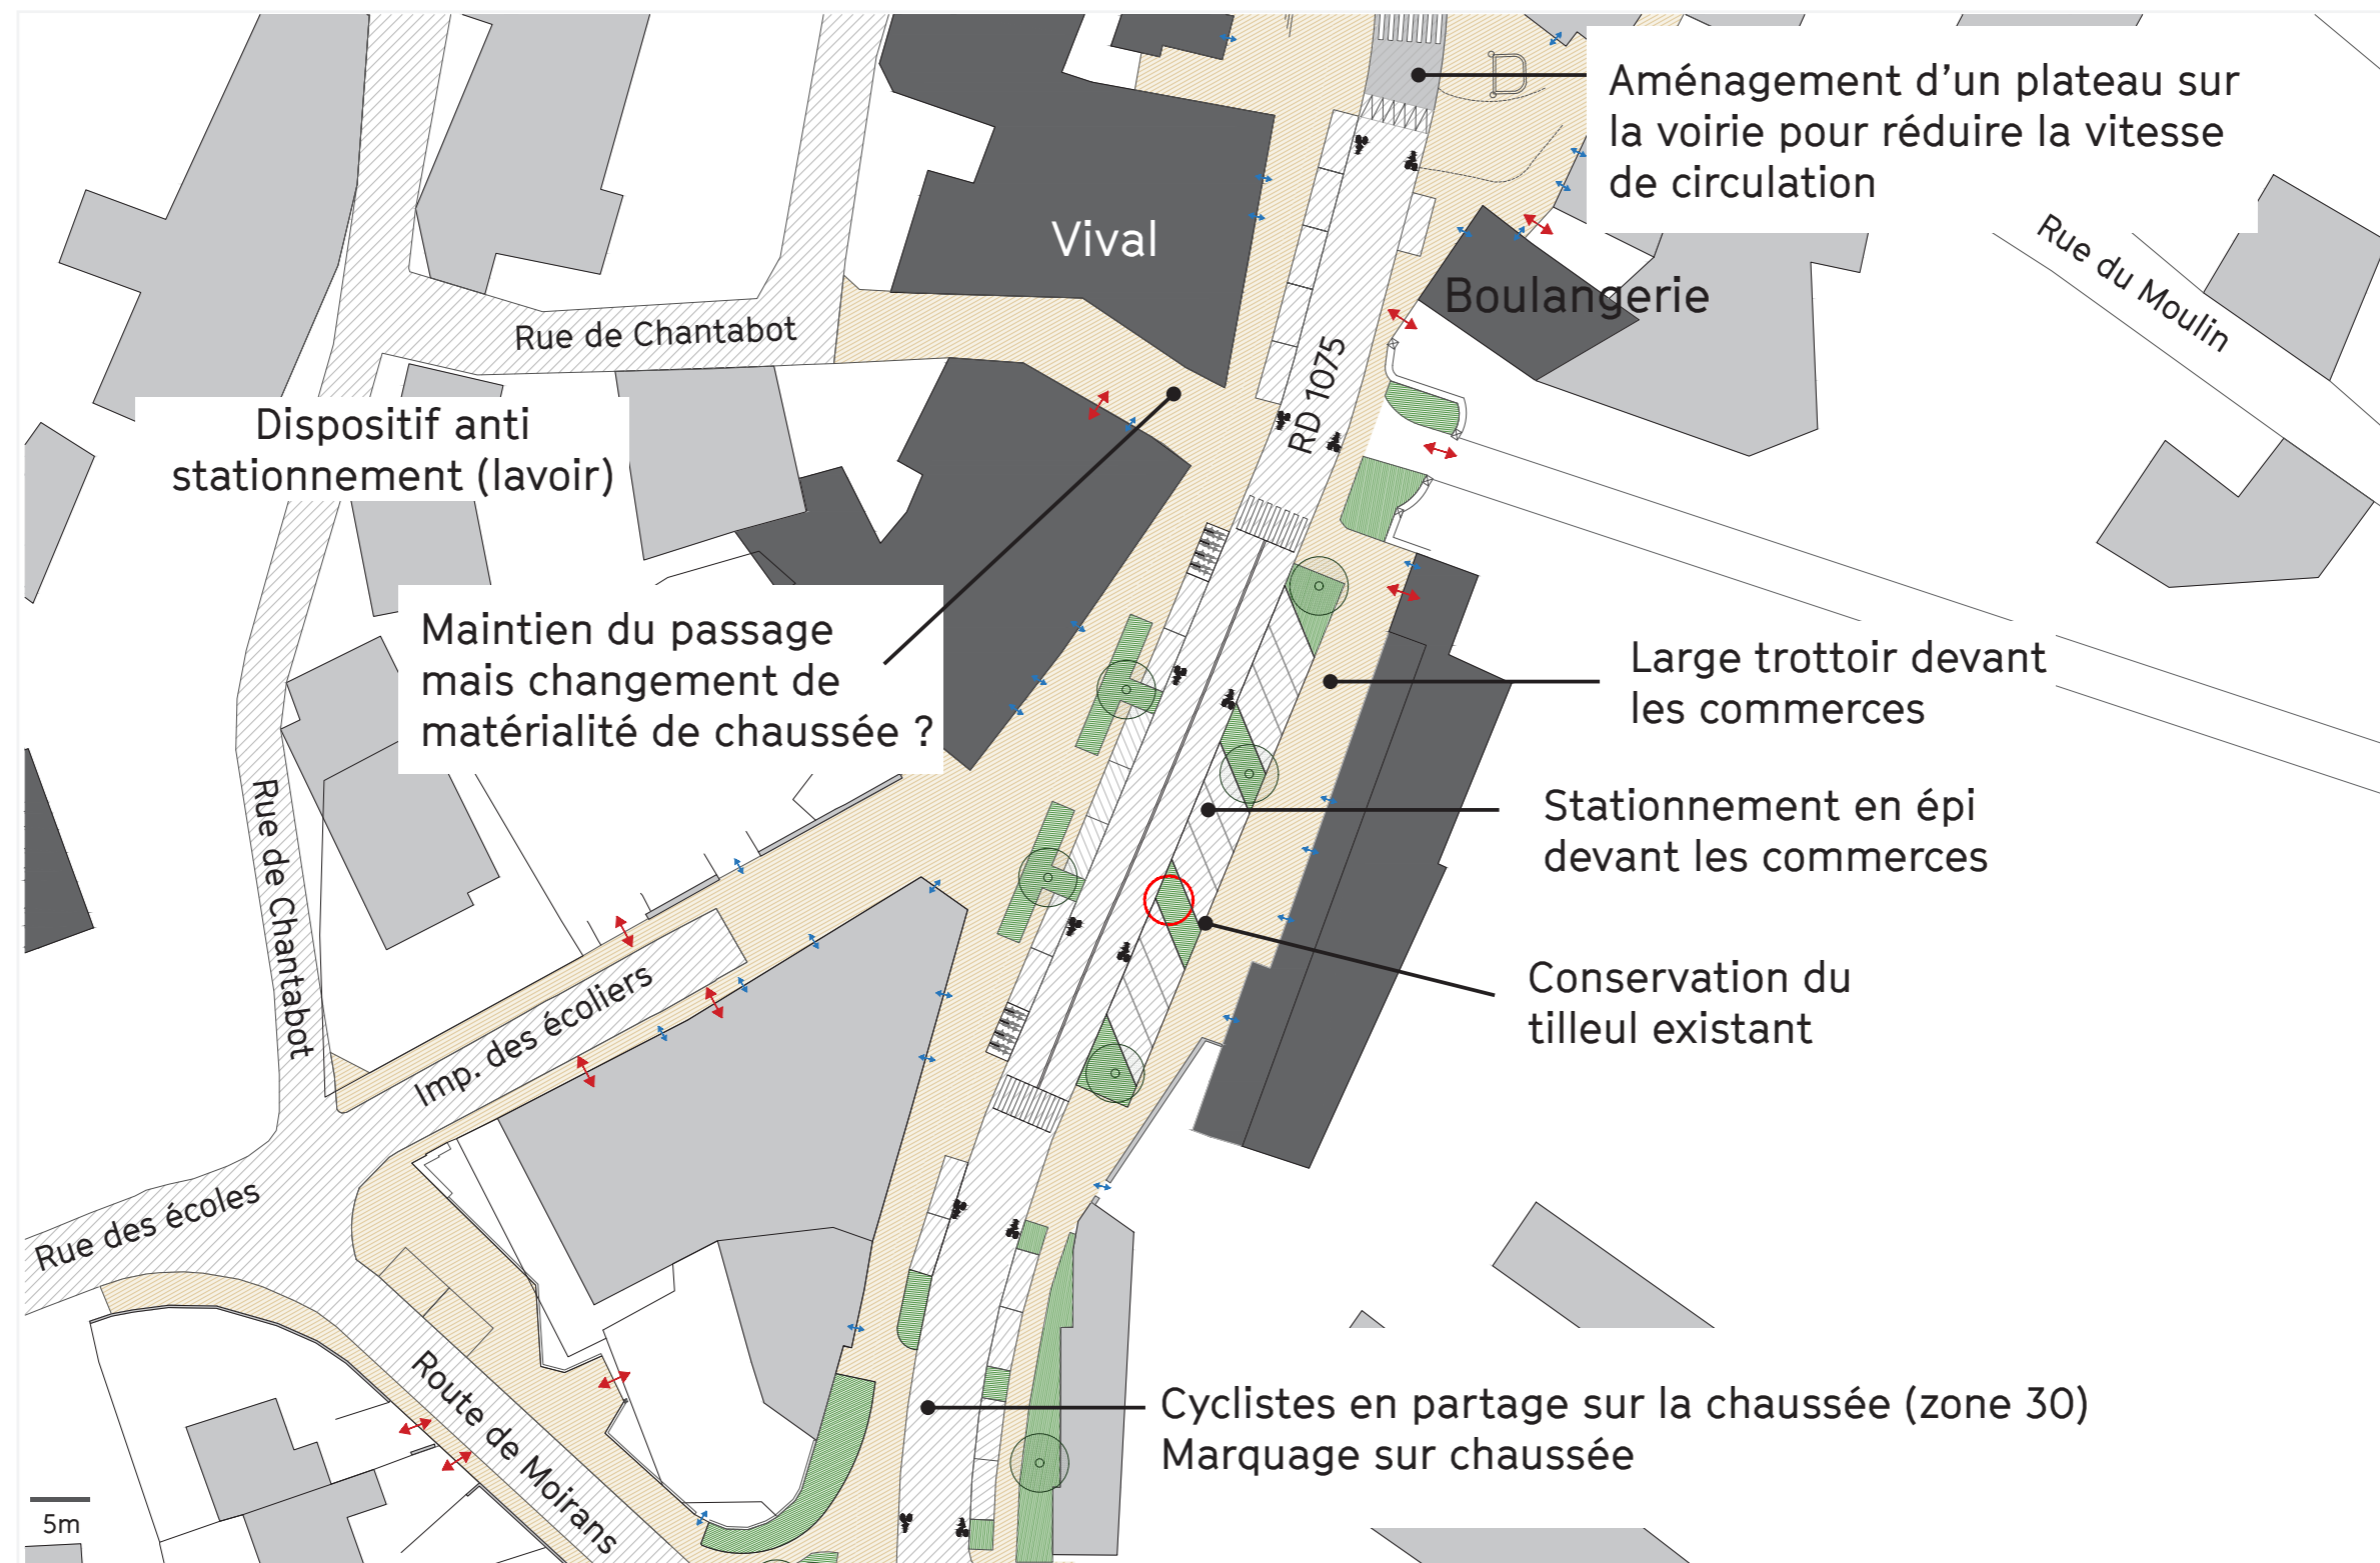 Aménagement d'un plateau sur
la voirie pour réduire la vitesse
de circulation
Vival
Boulangerie
Rue du Moulin
Rue de Chantabot
RD 1075
Dispositif anti
stationnement (lavoir)
Maintien du passage
mais changement de
matérialité de chaussée ?
Large trottoir devant
les commerces
Stationnement en épi
devant les commerces
Rue de Chantabot
Conservation du
tilleul existant
Imp. des écoliers
Rue des écoles
Route de Moirans
Cyclistes en partage sur la chaussée (zone 30)
Marquage sur chaussée
5m